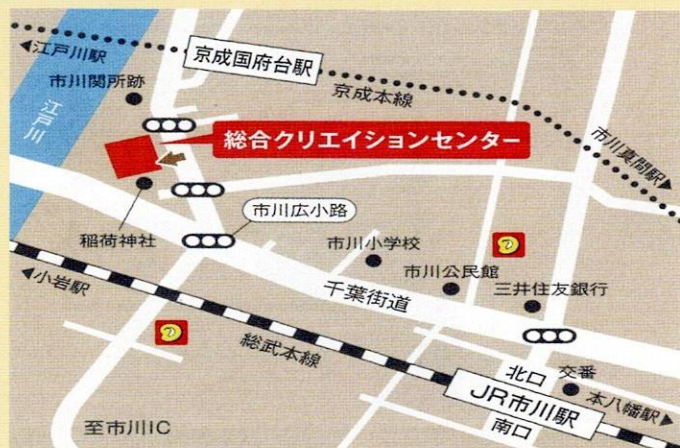 江戸川駅
京成国府台駅
市川関所跡
京成本線
江戸川
総合クリエイションセンター
市川真間駅
稲荷神社
市川広小路
市川小学校
市川公民館
三井住友銀行
小岩駅
千葉街道
総武本線
北口
交番
JR市川駅
本八幡駅
南口
至市川IC